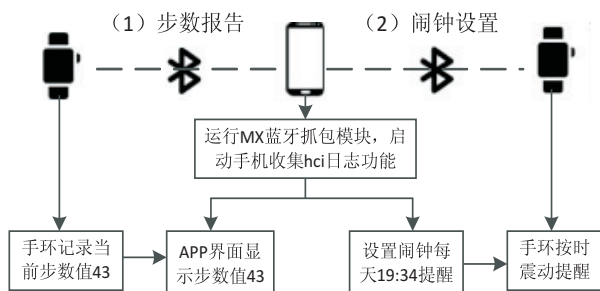 （1）步数报告
（2）闹钟设置
运行MX蓝牙抓包模块，启
动手机收集hci日志功能
手环记录当
前步数值43
APP界面显
示步数值43
设置闹钟每
天19:34提醒
手环按时
震动提醒